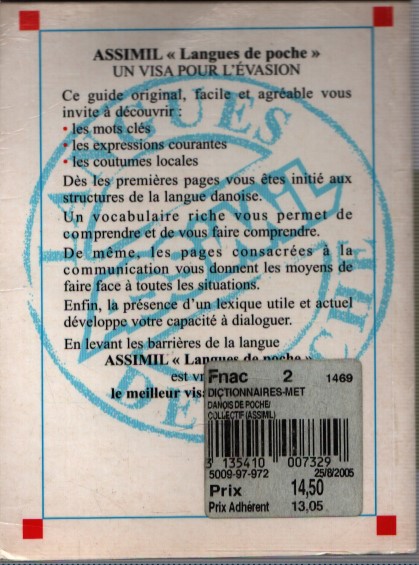 ASSIMIL « Langues de poche »
UN VISA POUR L'ÉVASION
Ce guide original, facile et agréable vous
invite à découvrir :
• les mots clés
• les expressions courantes
• les coutumes locales
Dès les premières pages vous êtes initié aux
structures de la langue danoise.
Un vocabulaire riche vous permet de
comprendre et de vous faire comprendre.
De même, les pages consacrées à la
communication vous donnent les moyens de
faire face à toutes les situations.
Enfin, la présence d'un lexique utile et actuel
développe votre capacité à dialoguer.
En levant les barrières de la langue
ASSIMIL « Langues de poche »
est
le meilleur
Fnac 2 1469
DICTIONNAIRES-MET
DANOIS DE POCHE/
COLLECTIF (ASSIMIL)
3 135410 007329
5009-97-972 25/8/2005
Prix 14,50
Prix Adhérent 13,05
LANGUES
ASSIMIL
DE POCHE